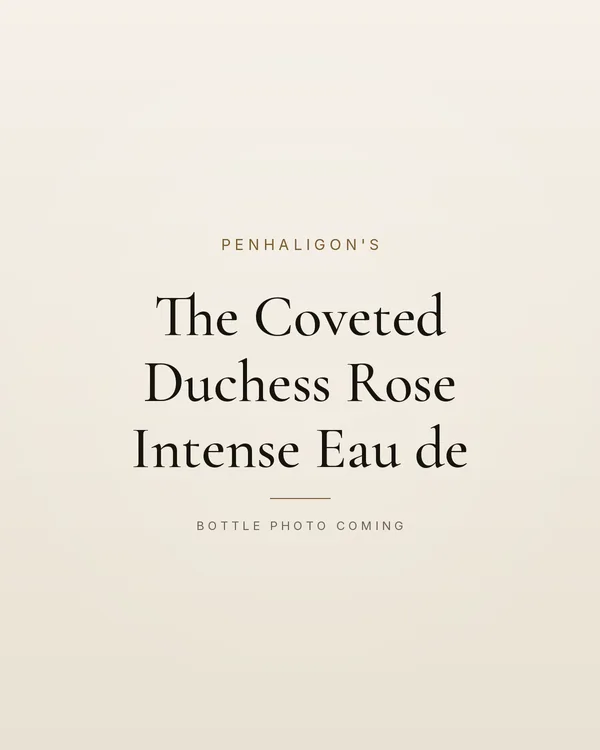 PENHALIGON'S
The Coveted
Duchess Rose
Intense Eau de
BOTTLE PHOTO COMING